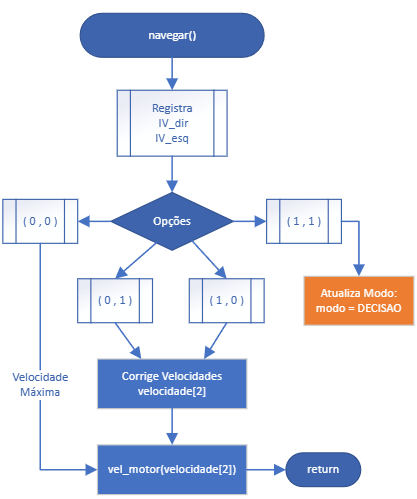 navegar()
Registra
IV_dir
IV_esq
(0,0)
Opções
(1,1)
(0,1)
(1,0)
Atualiza Modo:
modo = DECISAO
Velocidade
Máxima
Corrige Velocidades
velocidade[2]
vel_motor(velocidade[2])
return